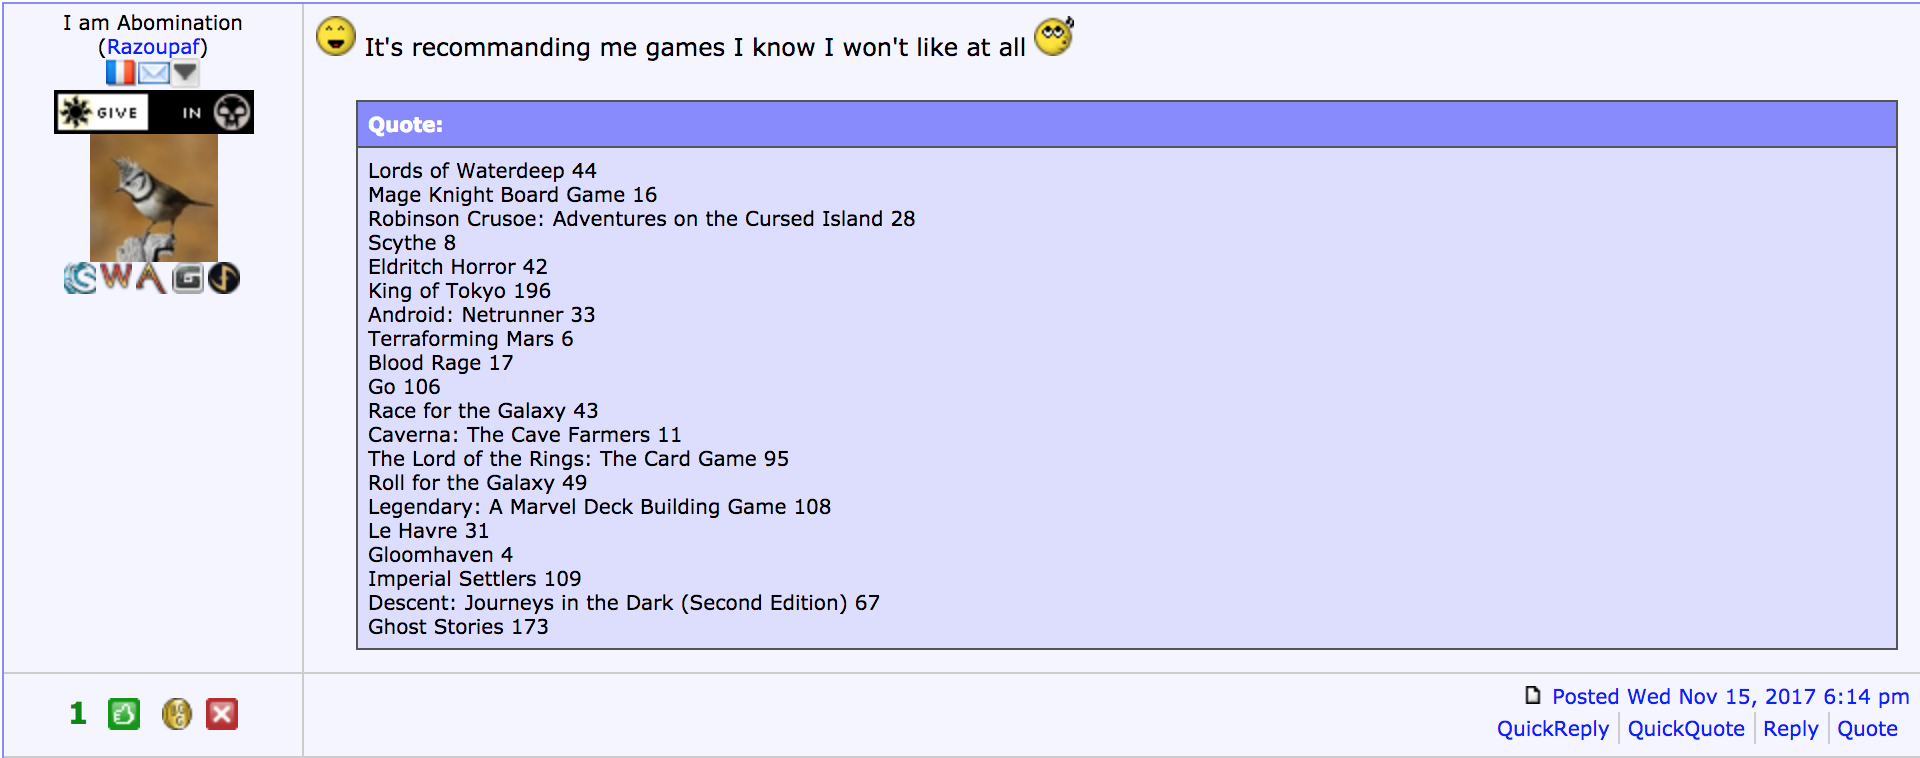 I am Abomination
(Razoupaf)
GIVE IN
S W A G
It's recommanding me games I know I won't like at all
Quote:
Lords of Waterdeep 44
Mage Knight Board Game 16
Robinson Crusoe: Adventures on the Cursed Island 28
Scythe 8
Eldritch Horror 42
King of Tokyo 196
Android: Netrunner 33
Terraforming Mars 6
Blood Rage 17
Go 106
Race for the Galaxy 43
Caverna: The Cave Farmers 11
The Lord of the Rings: The Card Game 95
Roll for the Galaxy 49
Legendary: A Marvel Deck Building Game 108
Le Havre 31
Gloomhaven 4
Imperial Settlers 109
Descent: Journeys in the Dark (Second Edition) 67
Ghost Stories 173
1
Posted Wed Nov 15, 2017 6:14 pm
QuickReply QuickQuote Reply Quote